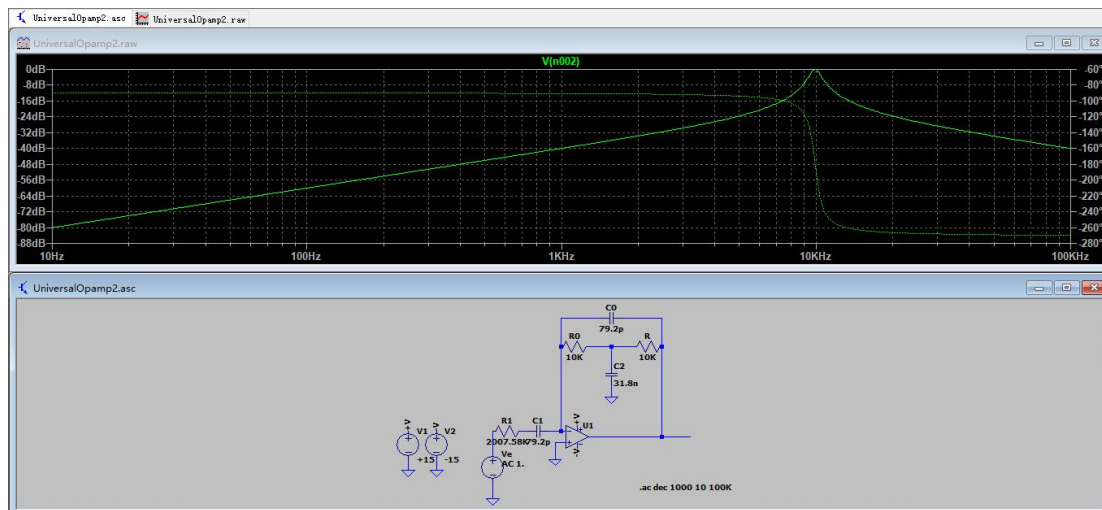 UniversalOpamp2.asc UniversalOpamp2.raw
UniversalOpamp2.raw
V(n002)
0dB -60°
-8dB -80°
-16dB -100°
-24dB -120°
-32dB -140°
-40dB -160°
-48dB -180°
-56dB -200°
-64dB -220°
-72dB -240°
-80dB -260°
-88dB -280°
10Hz 100Hz 1KHz 10KHz 100KHz
UniversalOpamp2.asc
C0
79.2p
R0 R
10K 10K
C2
31.8n
+V -V V1 V2
+15 -15
R1 C1 U1 +V
2007.58K 79.2p
-V
Ve
AC 1.
.ac dec 1000 10 100K